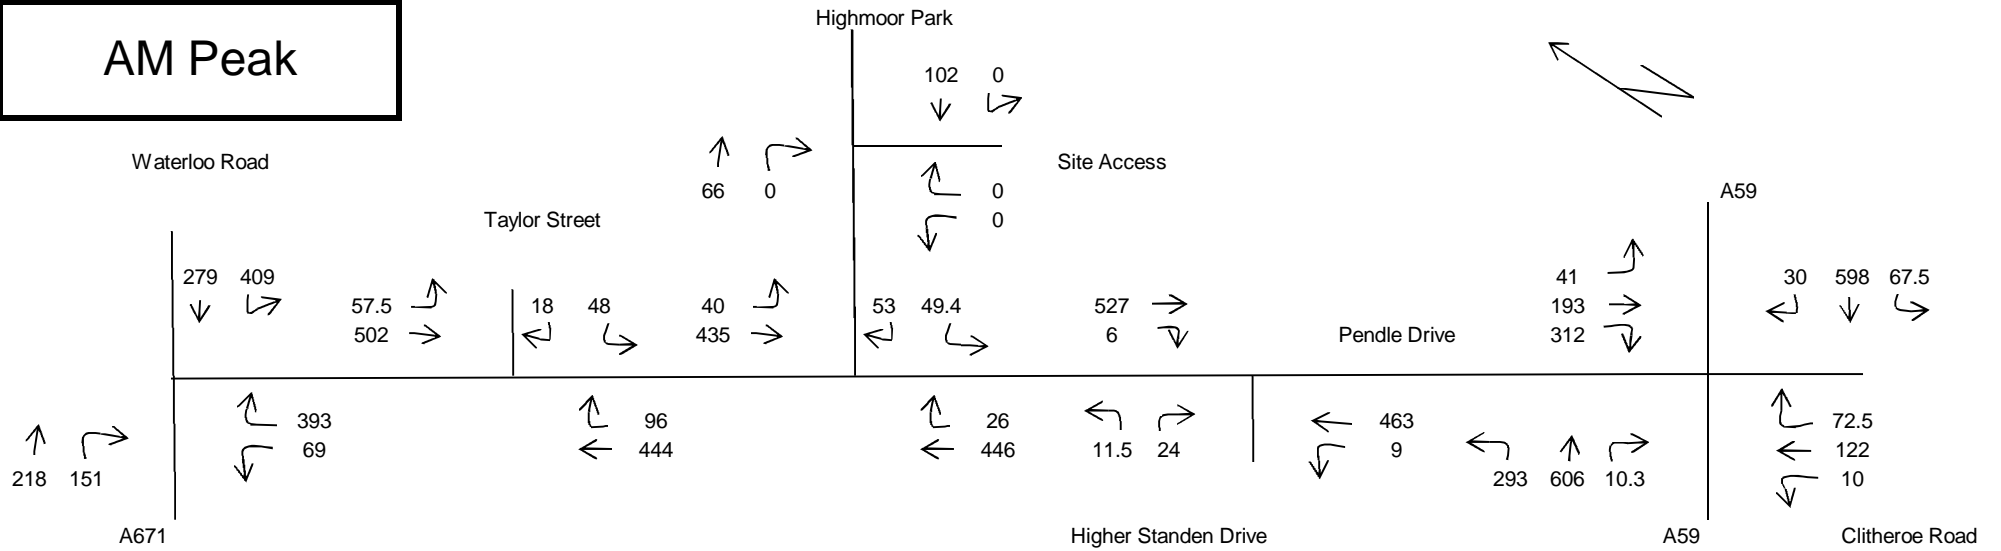 Highmoor Park
AM Peak
102 0
Waterloo Road
Site Access
66 0
0
A59
Taylor Street
0
279 409
41
30 598 67.5
57.5
18 48
40
53 49.4
527
193
502
435
6
Pendle Drive
312
393
96
26
463
72.5
69
444
446
11.5 24
9
122
218 151
293 606 10.3
10
A671
Higher Standen Drive
A59
Clitheroe Road